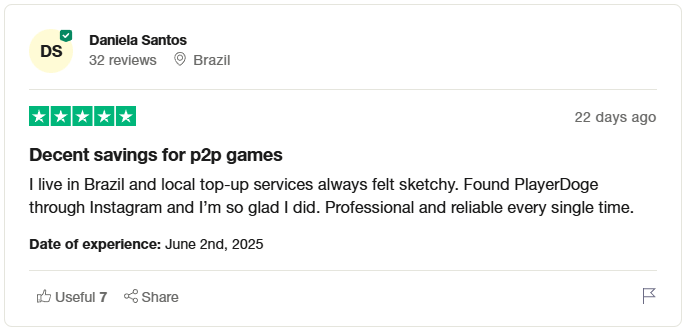 DS
Daniela Santos
32 reviews Brazil
22 days ago
Decent savings for p2p games
I live in Brazil and local top-up services always felt sketchy. Found PlayerDoge
through Instagram and I’m so glad I did. Professional and reliable every single time.
Date of experience: June 2nd, 2025
Useful 7 Share